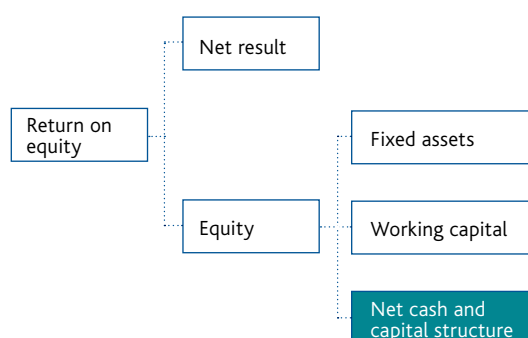 Net result
Return on
equity
Fixed assets
Equity
Working capital
Net cash and
capital structure